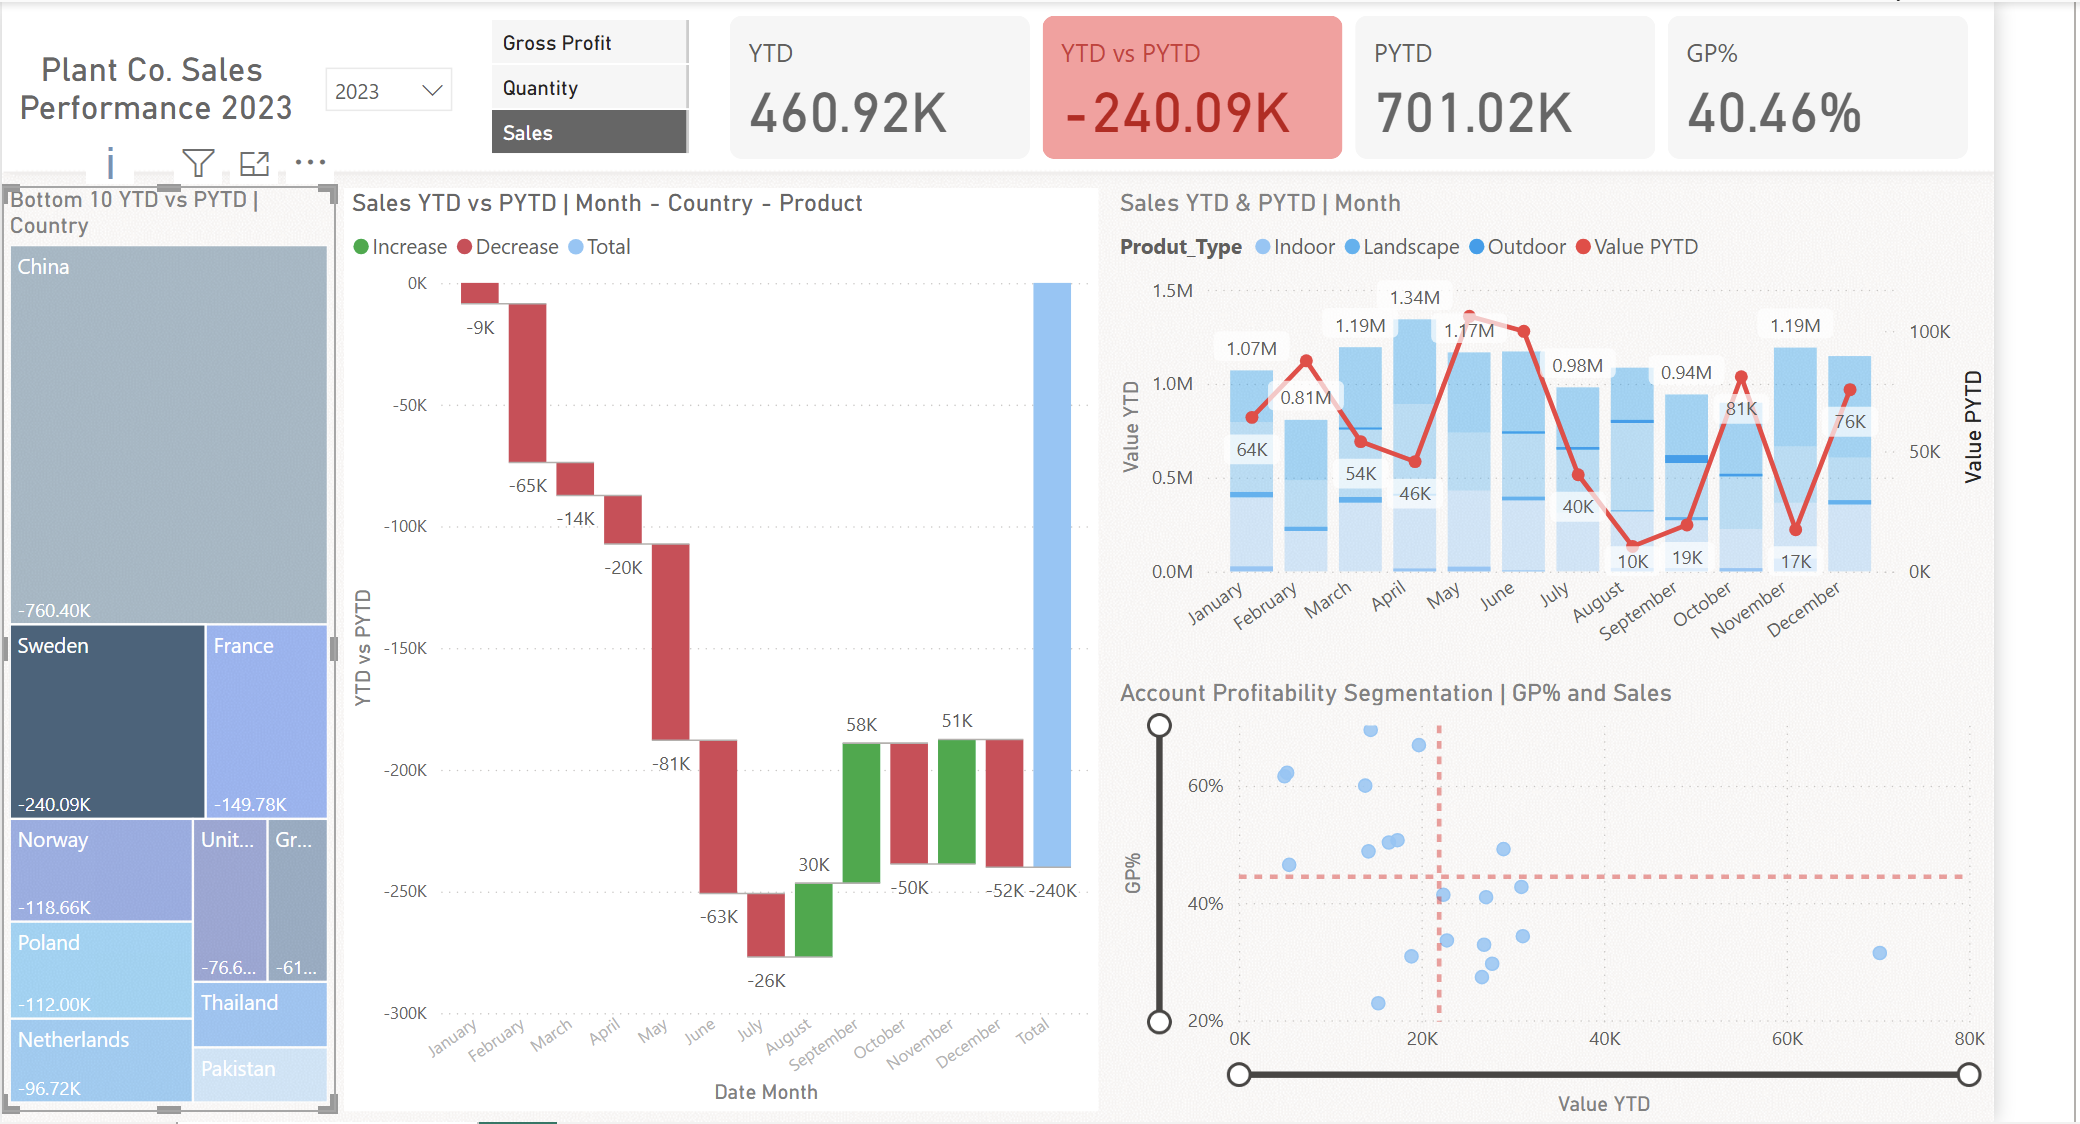 Plant Co. Sales
Performance 2023
2023
Gross Profit
Quantity
Sales
YTD
460.92K
YTD vs PYTD
-240.09K
PYTD
701.02K
GP%
40.46%
Bottom 10 YTD vs PYTD |
Country
China
-760.40K
Sweden
-240.09K
France
-149.78K
Norway
-118.66K
Unit...
-76.6...
Gr...
-61...
Poland
-112.00K
Thailand
Netherlands
-96.72K
Pakistan
Sales YTD vs PYTD | Month - Country - Product
Increase Decrease Total
YTD vs PYTD
0K
-50K
-100K
-150K
-200K
-250K
-300K
-9K
-65K
-14K
-20K
-81K
-63K
-26K
30K
58K
-50K
51K
-52K
-240K
January
February
March
April
May
June
July
August
September
October
November
December
Total
Date Month
Sales YTD & PYTD | Month
Produt_Type Indoor Landscape Outdoor Value PYTD
Value YTD
1.5M
1.0M
0.5M
0.0M
1.07M
0.81M
1.19M
1.34M
1.17M
0.98M
0.94M
1.19M
64K
54K
46K
40K
10K
19K
81K
17K
76K
100K
50K
0K
Value PYTD
January
February
March
April
May
June
July
August
September
October
November
December
Account Profitability Segmentation | GP% and Sales
GP%
60%
40%
20%
0K
20K
40K
60K
80K
Value YTD